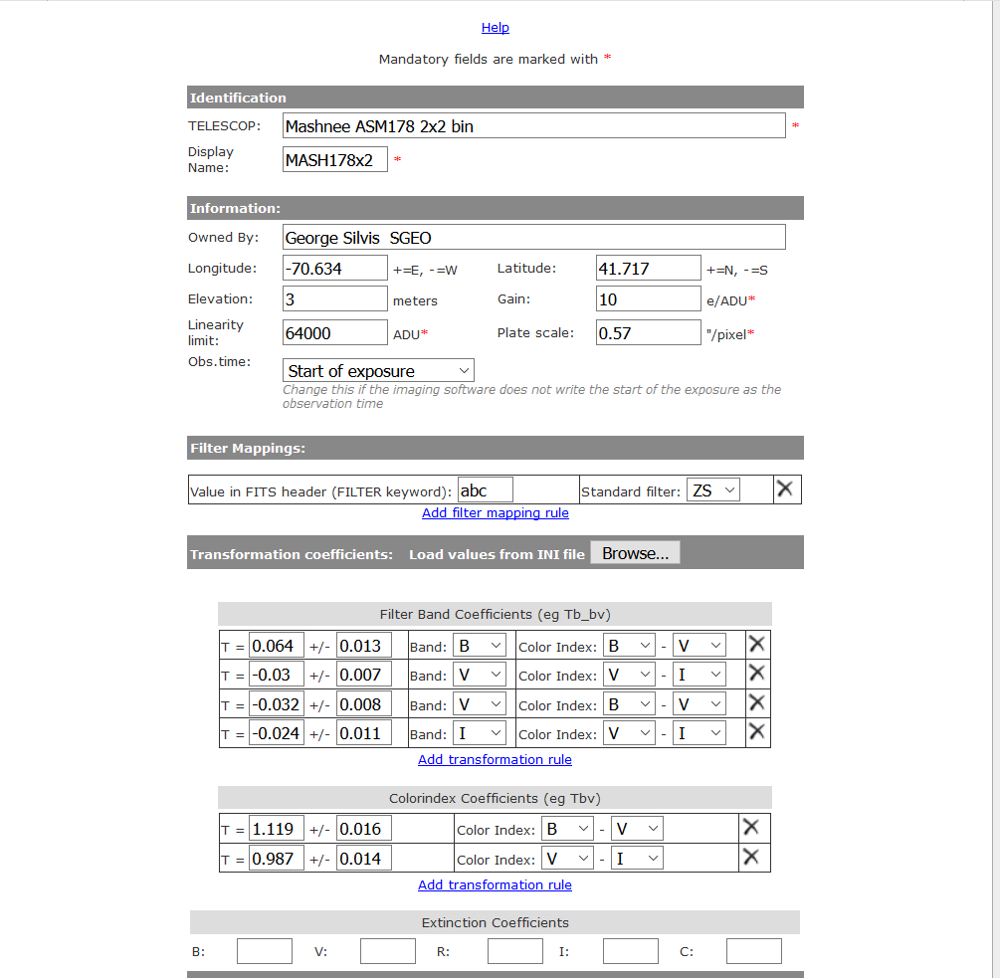 Help
Mandatory fields are marked with *
Identification
TELESCOP: Mashnee ASM178 2x2 bin *
Display Name: MASH178x2 *
Information:
Owned By: George Silvis  SGEO
Longitude: -70.634 +=E, -=W Latitude: 41.717 +=N, -=S
Elevation: 3 meters Gain: 10 e/ADU*
Linearity limit: 64000 ADU* Plate scale: 0.57 "/pixel*
Obs.time: Start of exposure
Change this if the imaging software does not write the start of the exposure as the
observation time
Filter Mappings:
Value in FITS header (FILTER keyword): abc Standard filter: ZS
Add filter mapping rule
Transformation coefficients: Load values from INI file Browse...
Filter Band Coefficients (eg Tb_bv)
T = 0.064 +/- 0.013 Band: B Color Index: B - V
T = -0.03 +/- 0.007 Band: V Color Index: V - I
T = -0.032 +/- 0.008 Band: V Color Index: B - V
T = -0.024 +/- 0.011 Band: I Color Index: V - I
Add transformation rule
Colorindex Coefficients (eg Tbv)
T = 1.119 +/- 0.016 Color Index: B - V
T = 0.987 +/- 0.014 Color Index: V - I
Add transformation rule
Extinction Coefficients
B: V: R: I: C: